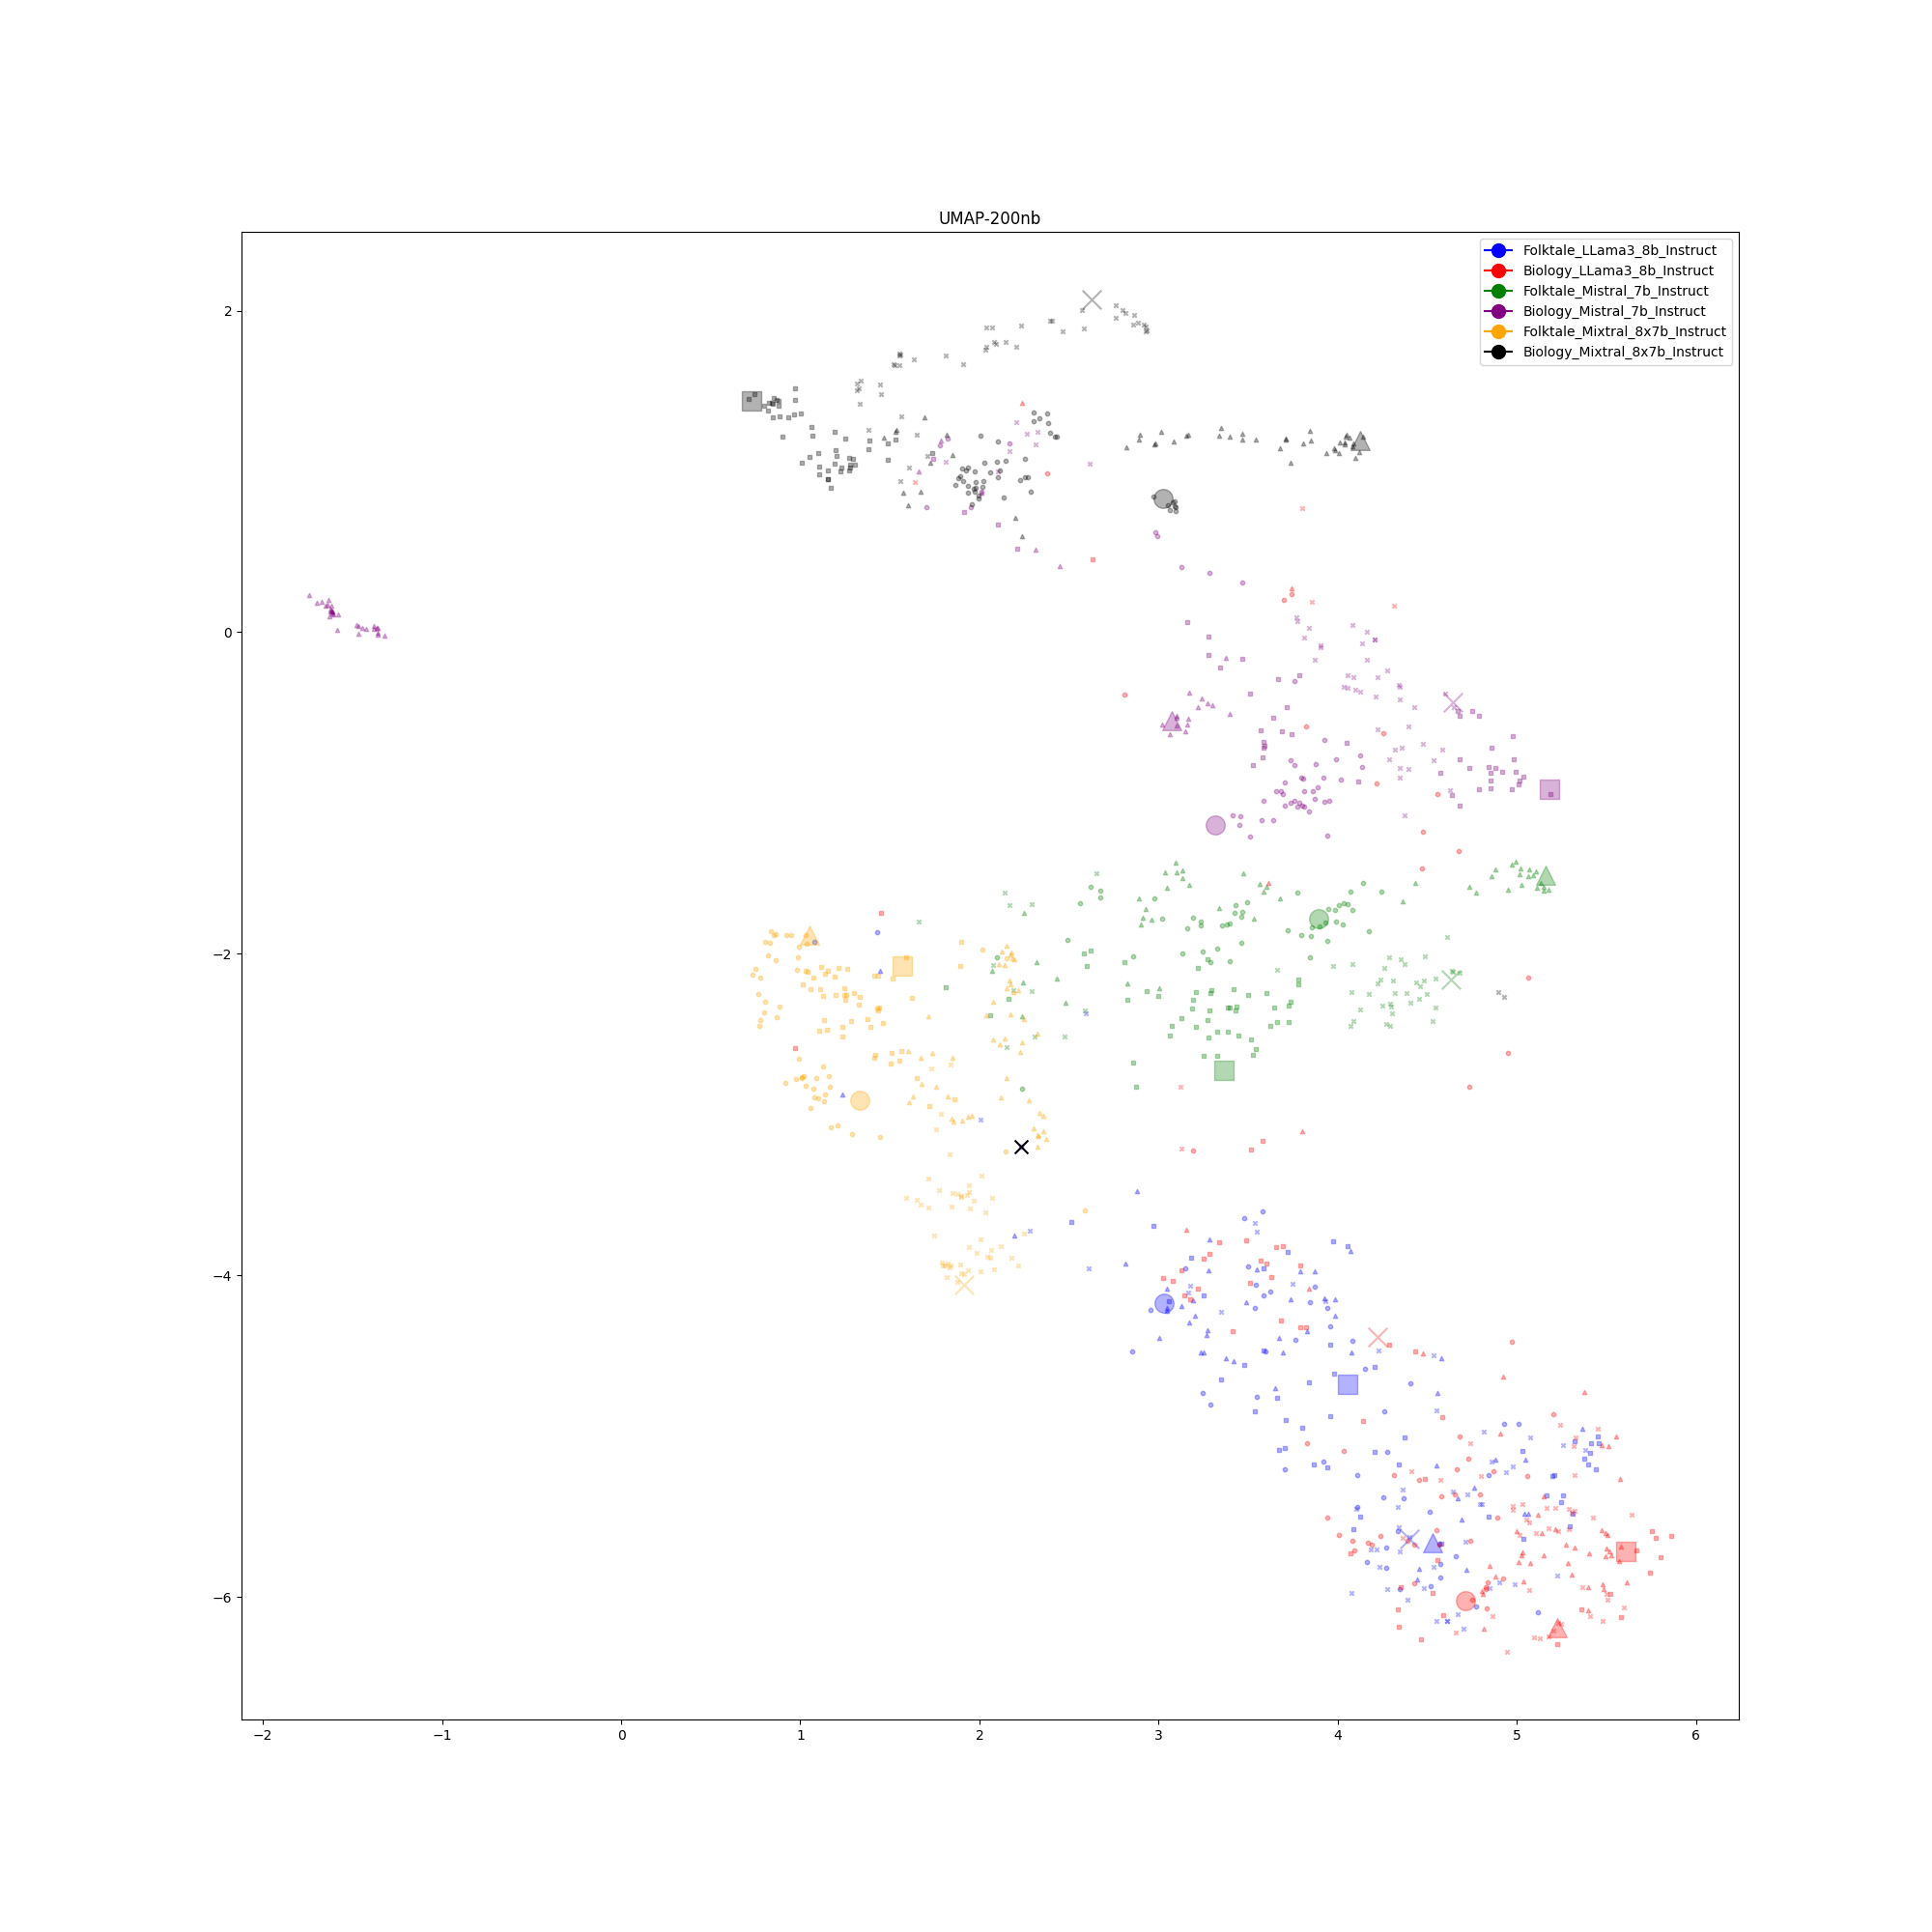 UMAP-200nb
Folktale_LLama3_8b_Instruct
Biology_LLama3_8b_Instruct
Folktale_Mistral_7b_Instruct
Biology_Mistral_7b_Instruct
Folktale_Mixtral_8x7b_Instruct
Biology_Mixtral_8x7b_Instruct
2
0
−2
−4
−6
−2 −1 0 1 2 3 4 5 6